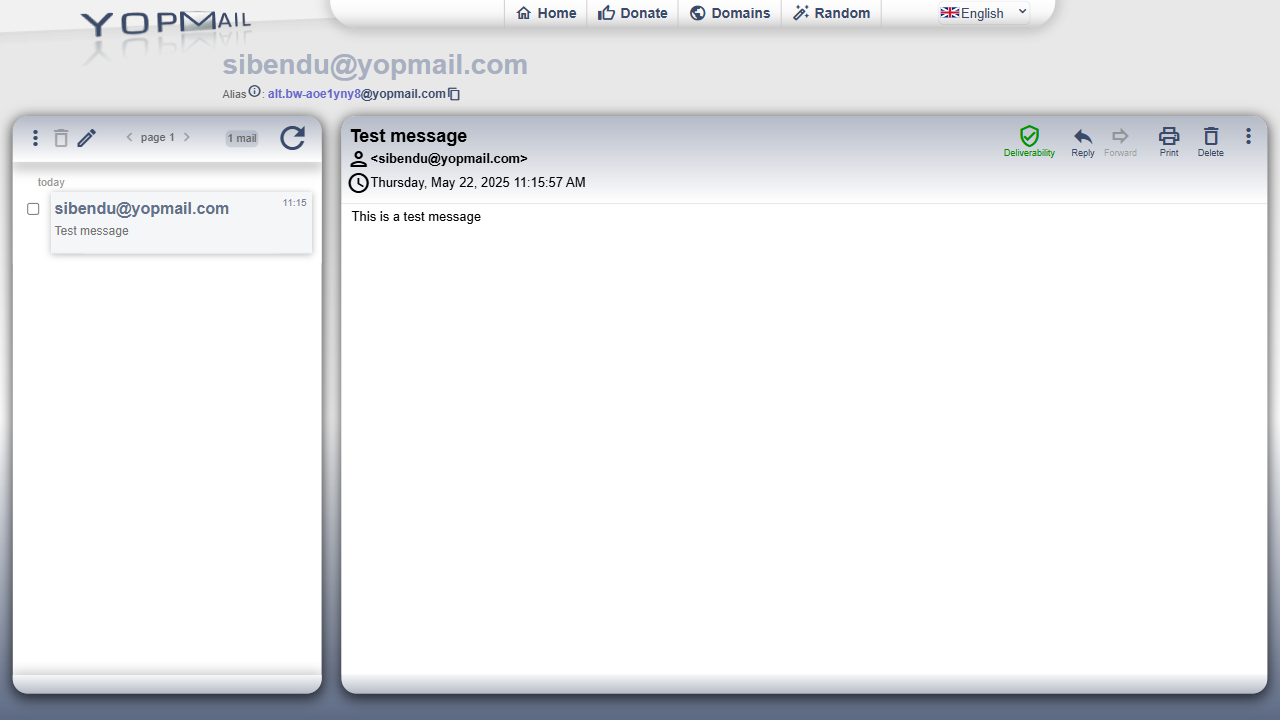 YOPMAIL
Home
Donate
Domains
Random
English
sibendu@yopmail.com
Alias : alt.bw-aoe1yny8@yopmail.com
page 1
1 mail
today
sibendu@yopmail.com
11:15
Test message
Test message
<sibendu@yopmail.com>
Thursday, May 22, 2025 11:15:57 AM
Deliverability
Reply
Forward
Print
Delete
This is a test message